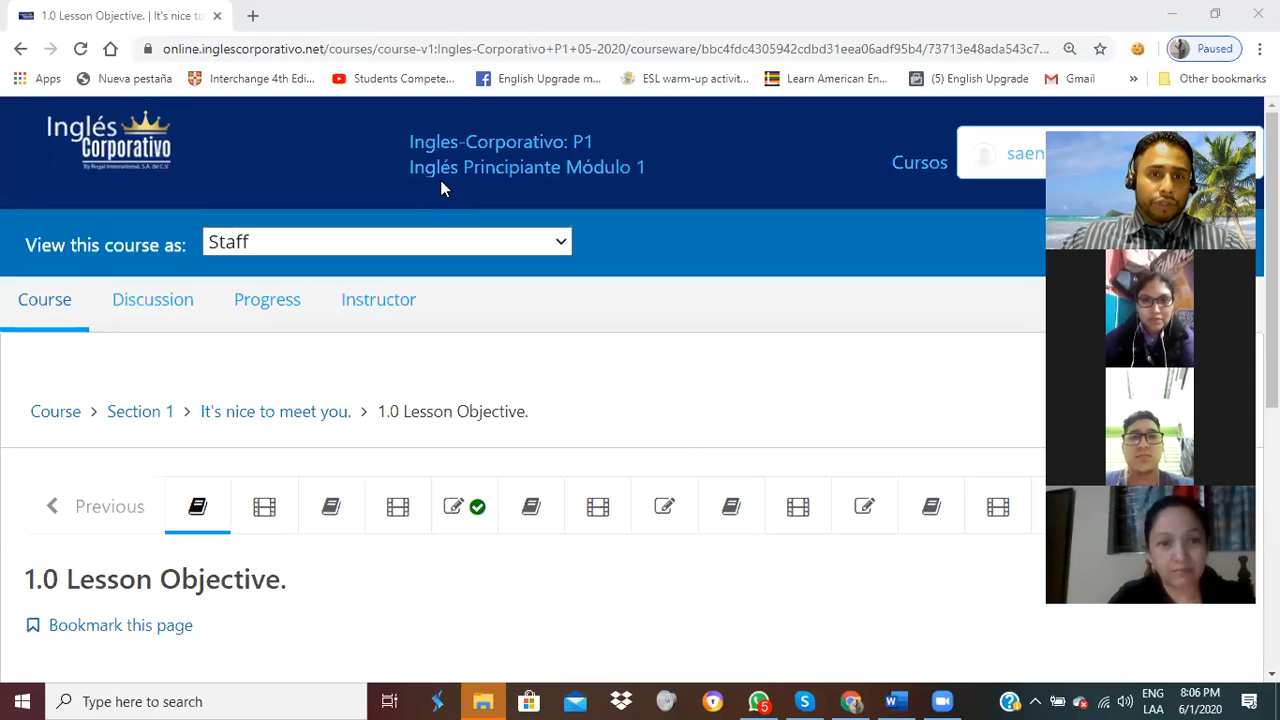 1.0 Lesson Objective. | It's nice to
online.inglescorporativo.net/courses/course-v1:Ingles-Corporativo+P1+05-2020/courseware/bbc4fdc4305942cdbd31eea06adf95b4/73713e48ada543c7...
Paused
Apps
Nueva pestaña
Interchange 4th Edi...
Students Compete...
English Upgrade m...
ESL warm-up activit...
Learn American En...
(5) English Upgrade
Gmail
»
Other bookmarks
Inglés
Corporativo
By Regal International, S.A. de C.V.
Ingles-Corporativo: P1
Inglés Principiante Módulo 1
Cursos
saen
View this course as:
Staff
Course
Discussion
Progress
Instructor
Course > Section 1 > It's nice to meet you. > 1.0 Lesson Objective.
Previous
1.0 Lesson Objective.
Bookmark this page
Type here to search
5
ENG
8:06 PM
LAA
6/1/2020